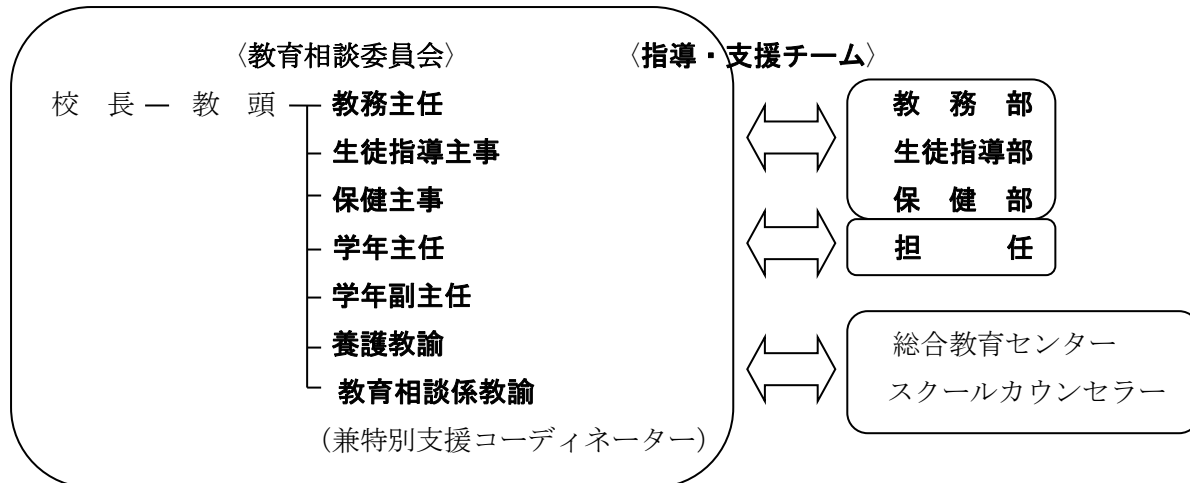 〈教育相談委員会〉
〈指導・支援チーム〉
校　長 ― 教　頭
教務主任
生徒指導主事
保健主事
学年主任
学年副主任
養護教諭
教育相談係教諭
（兼特別支援コーディネーター）
教　務　部
生徒指導部
保　健　部
担　　　任
総合教育センター
スクールカウンセラー